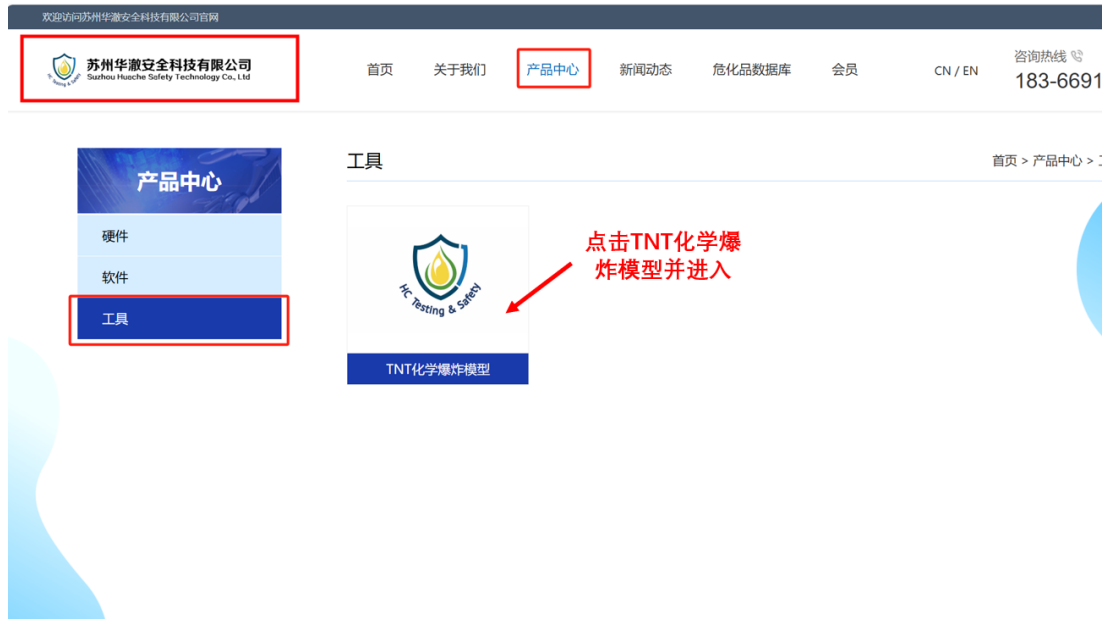 欢迎访问苏州华澈安全科技有限公司官网
苏州华澈安全科技有限公司
Suzhou Huache Safety Technology Co., Ltd
HC Testing & Safety
首页
关于我们
产品中心
新闻动态
危化品数据库
会员
CN / EN
咨询热线
183-6691
产品中心
硬件
软件
工具
工具
首页 > 产品中心 >
HC Testing & Safety
点击TNT化学爆
炸模型并进入
TNT化学爆炸模型